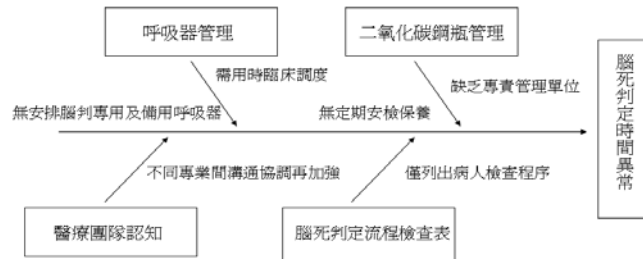 呼吸器管理
二氧化碳鋼瓶管理
需用時臨床調度
缺乏專責管理單位
無安排腦判專用及備用呼吸器
無定期安檢保養
腦死判定時間異常
不同專業間溝通協調再加強
僅列出病人檢查程序
醫療團隊認知
腦死判定流程檢查表